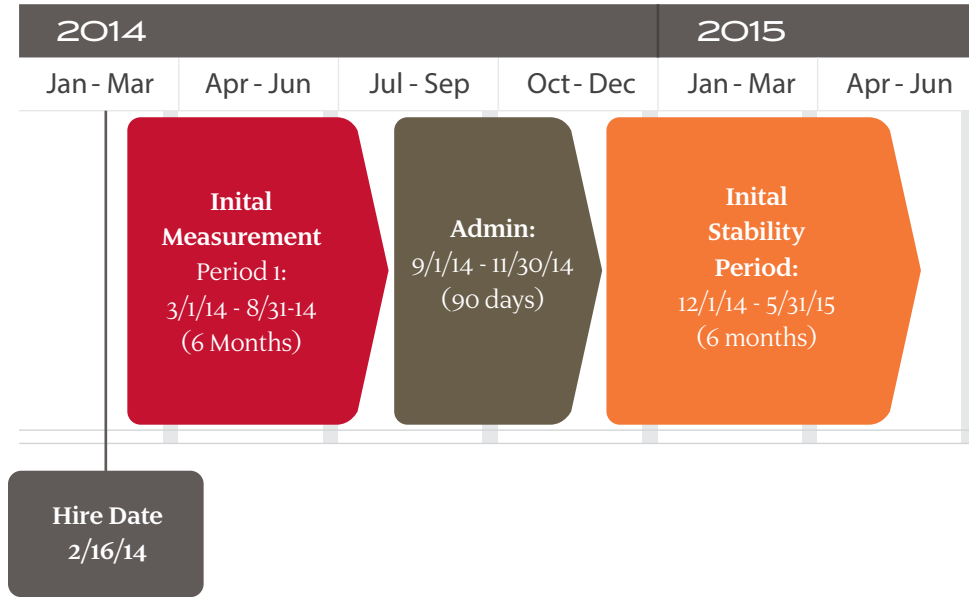 2014
2015
Jan - Mar
Apr - Jun
Jul - Sep
Oct - Dec
Jan - Mar
Apr - Jun
Inital
Measurement
Period 1:
3/1/14 - 8/31-14
(6 Months)
Admin:
9/1/14 - 11/30/14
(90 days)
Inital
Stability
Period:
12/1/14 - 5/31/15
(6 months)
Hire Date
2/16/14